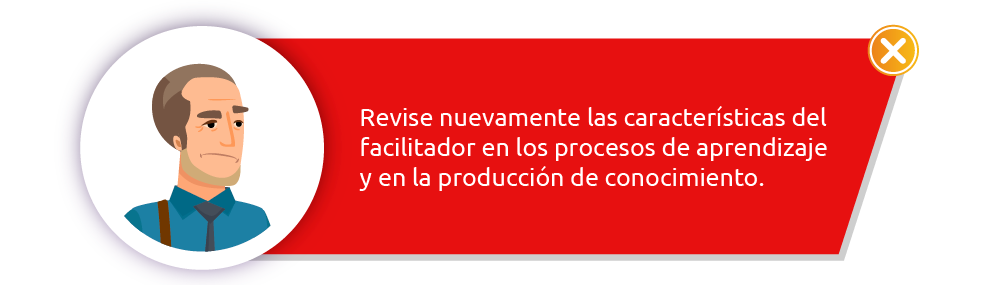 Revise nuevamente las características del
facilitador en los procesos de aprendizaje
y en la producción de conocimiento.